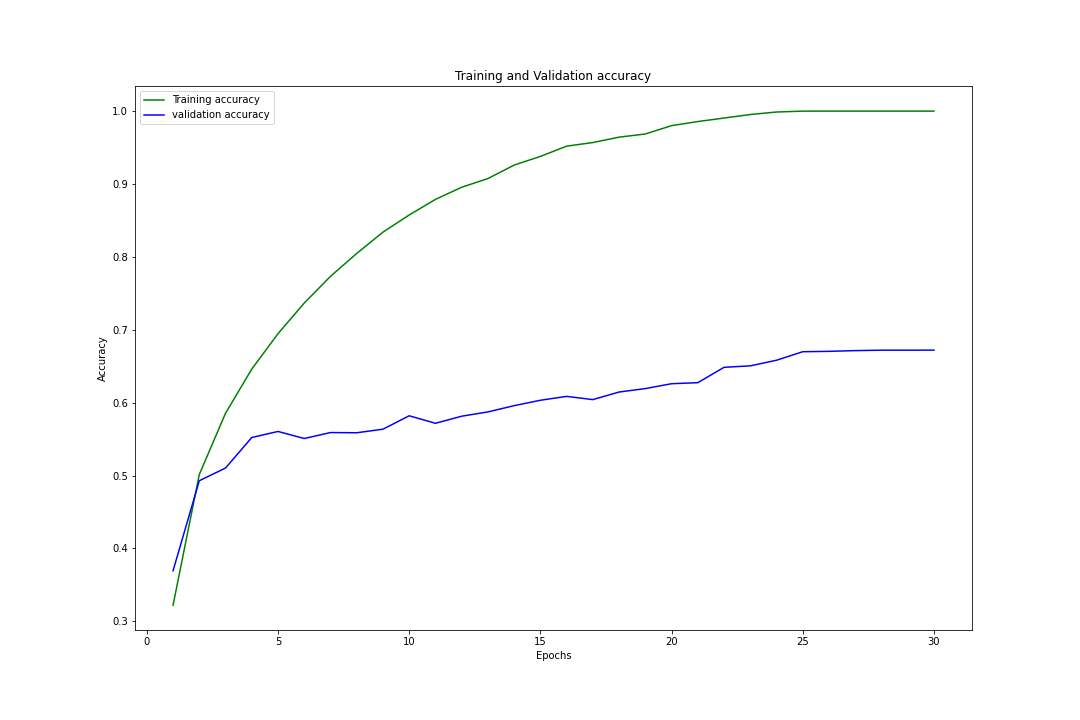 Training and Validation accuracy
Training accuracy
validation accuracy
1.0
0.9
0.8
0.7
0.6
0.5
0.4
0.3
Accuracy
0 5 10 15 20 25 30
Epochs